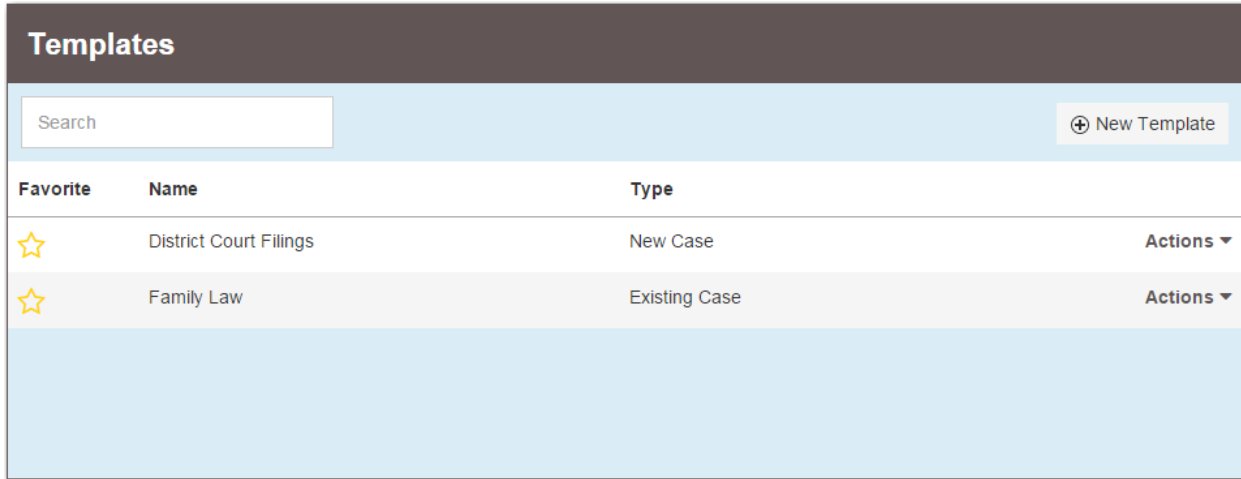 Templates
Search
New Template
Favorite Name Type
District Court Filings New Case Actions
Family Law Existing Case Actions